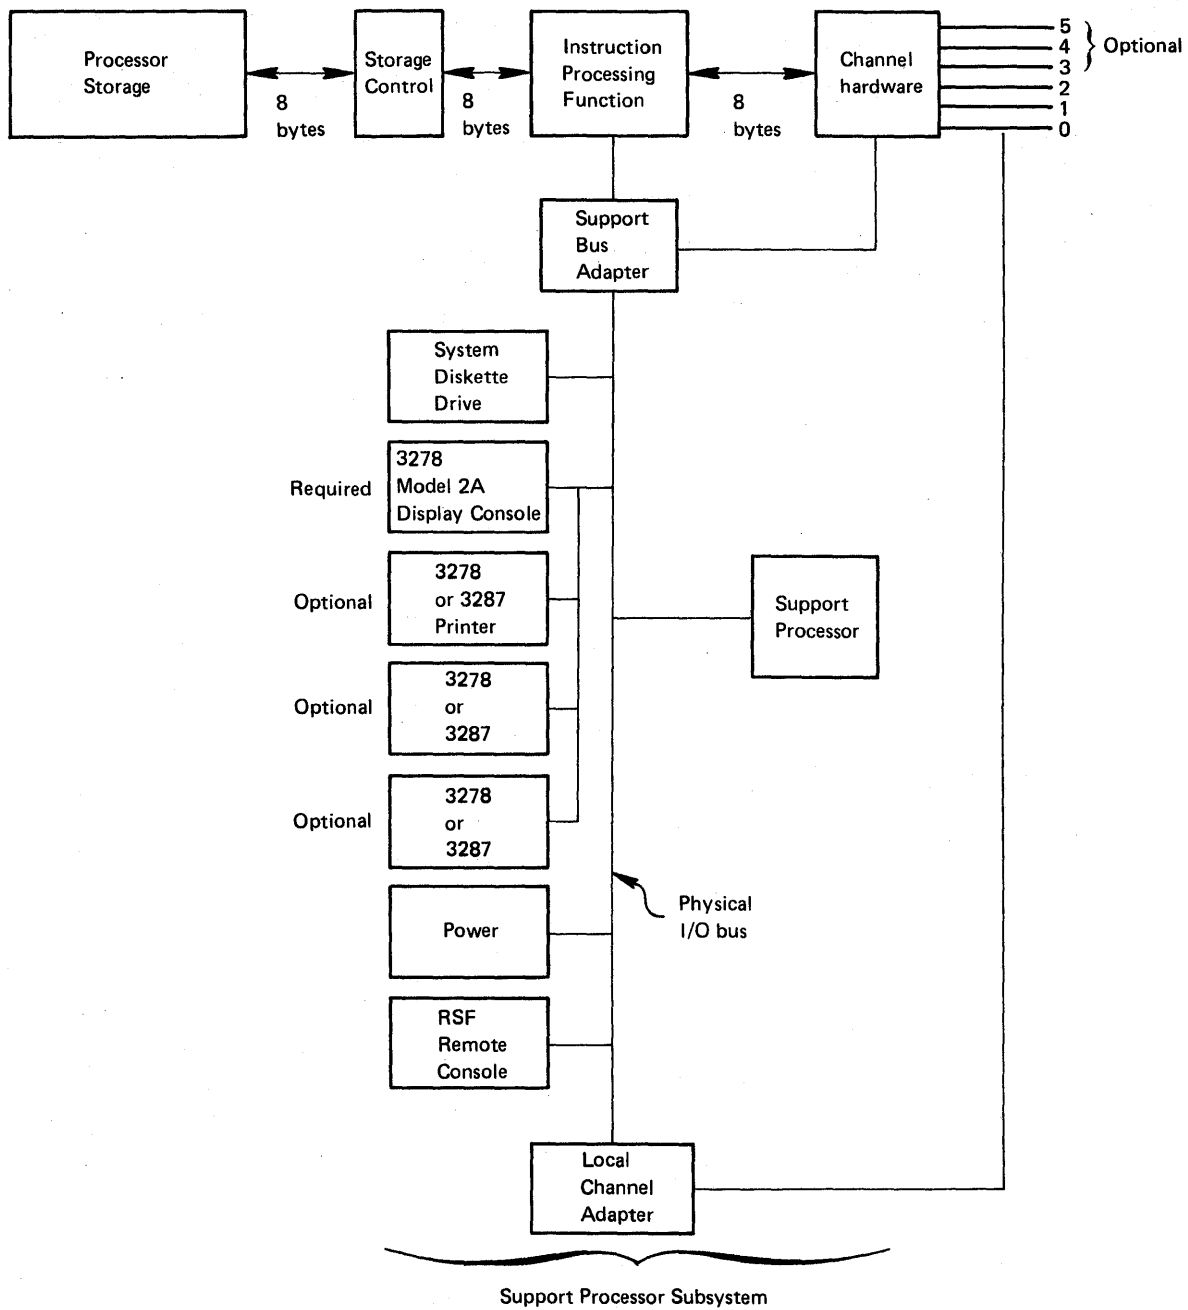 Processor
Storage
8
bytes
Storage
Control
8
bytes
Instruction
Processing
Function
8
bytes
Channel
hardware
5
4
3
2
1
0
Optional
Support
Bus
Adapter
System
Diskette
Drive
Required
3278
Model 2A
Display Console
Optional
3278
or 3287
Printer
Support
Processor
Optional
3278
or
3287
Optional
3278
or
3287
Power
Physical
I/O bus
RSF
Remote
Console
Local
Channel
Adapter
Support Processor Subsystem